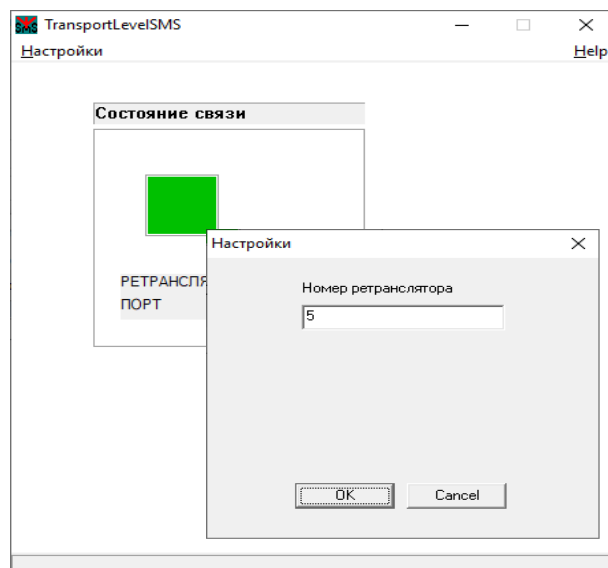 TransportLevelSMS
Настройки Help
Состояние связи
ПОРТ
Настройки
Номер ретранслятора
5
OK Cancel